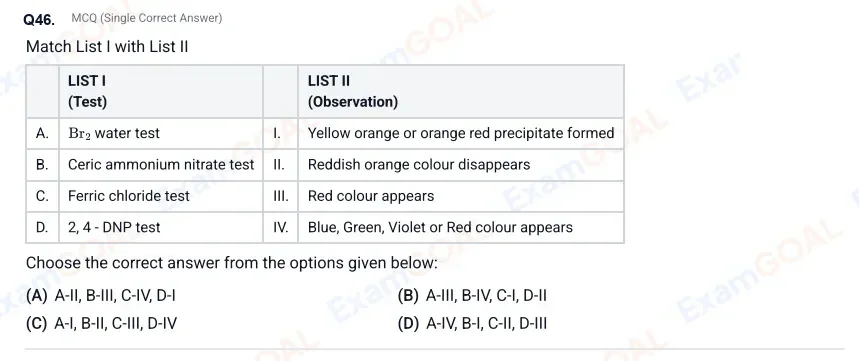 Q46. MCQ (Single Correct Answer)
Match List I with List II
LIST I (Test) LIST II (Observation)
A. Br₂ water test I. Yellow orange or orange red precipitate formed
B. Ceric ammonium nitrate test II. Reddish orange colour disappears
C. Ferric chloride test III. Red colour appears
D. 2, 4 - DNP test IV. Blue, Green, Violet or Red colour appears
Choose the correct answer from the options given below:
(A) A-II, B-III, C-IV, D-I (B) A-III, B-IV, C-I, D-II
(C) A-I, B-II, C-III, D-IV (D) A-IV, B-I, C-II, D-III
ExamGOAL